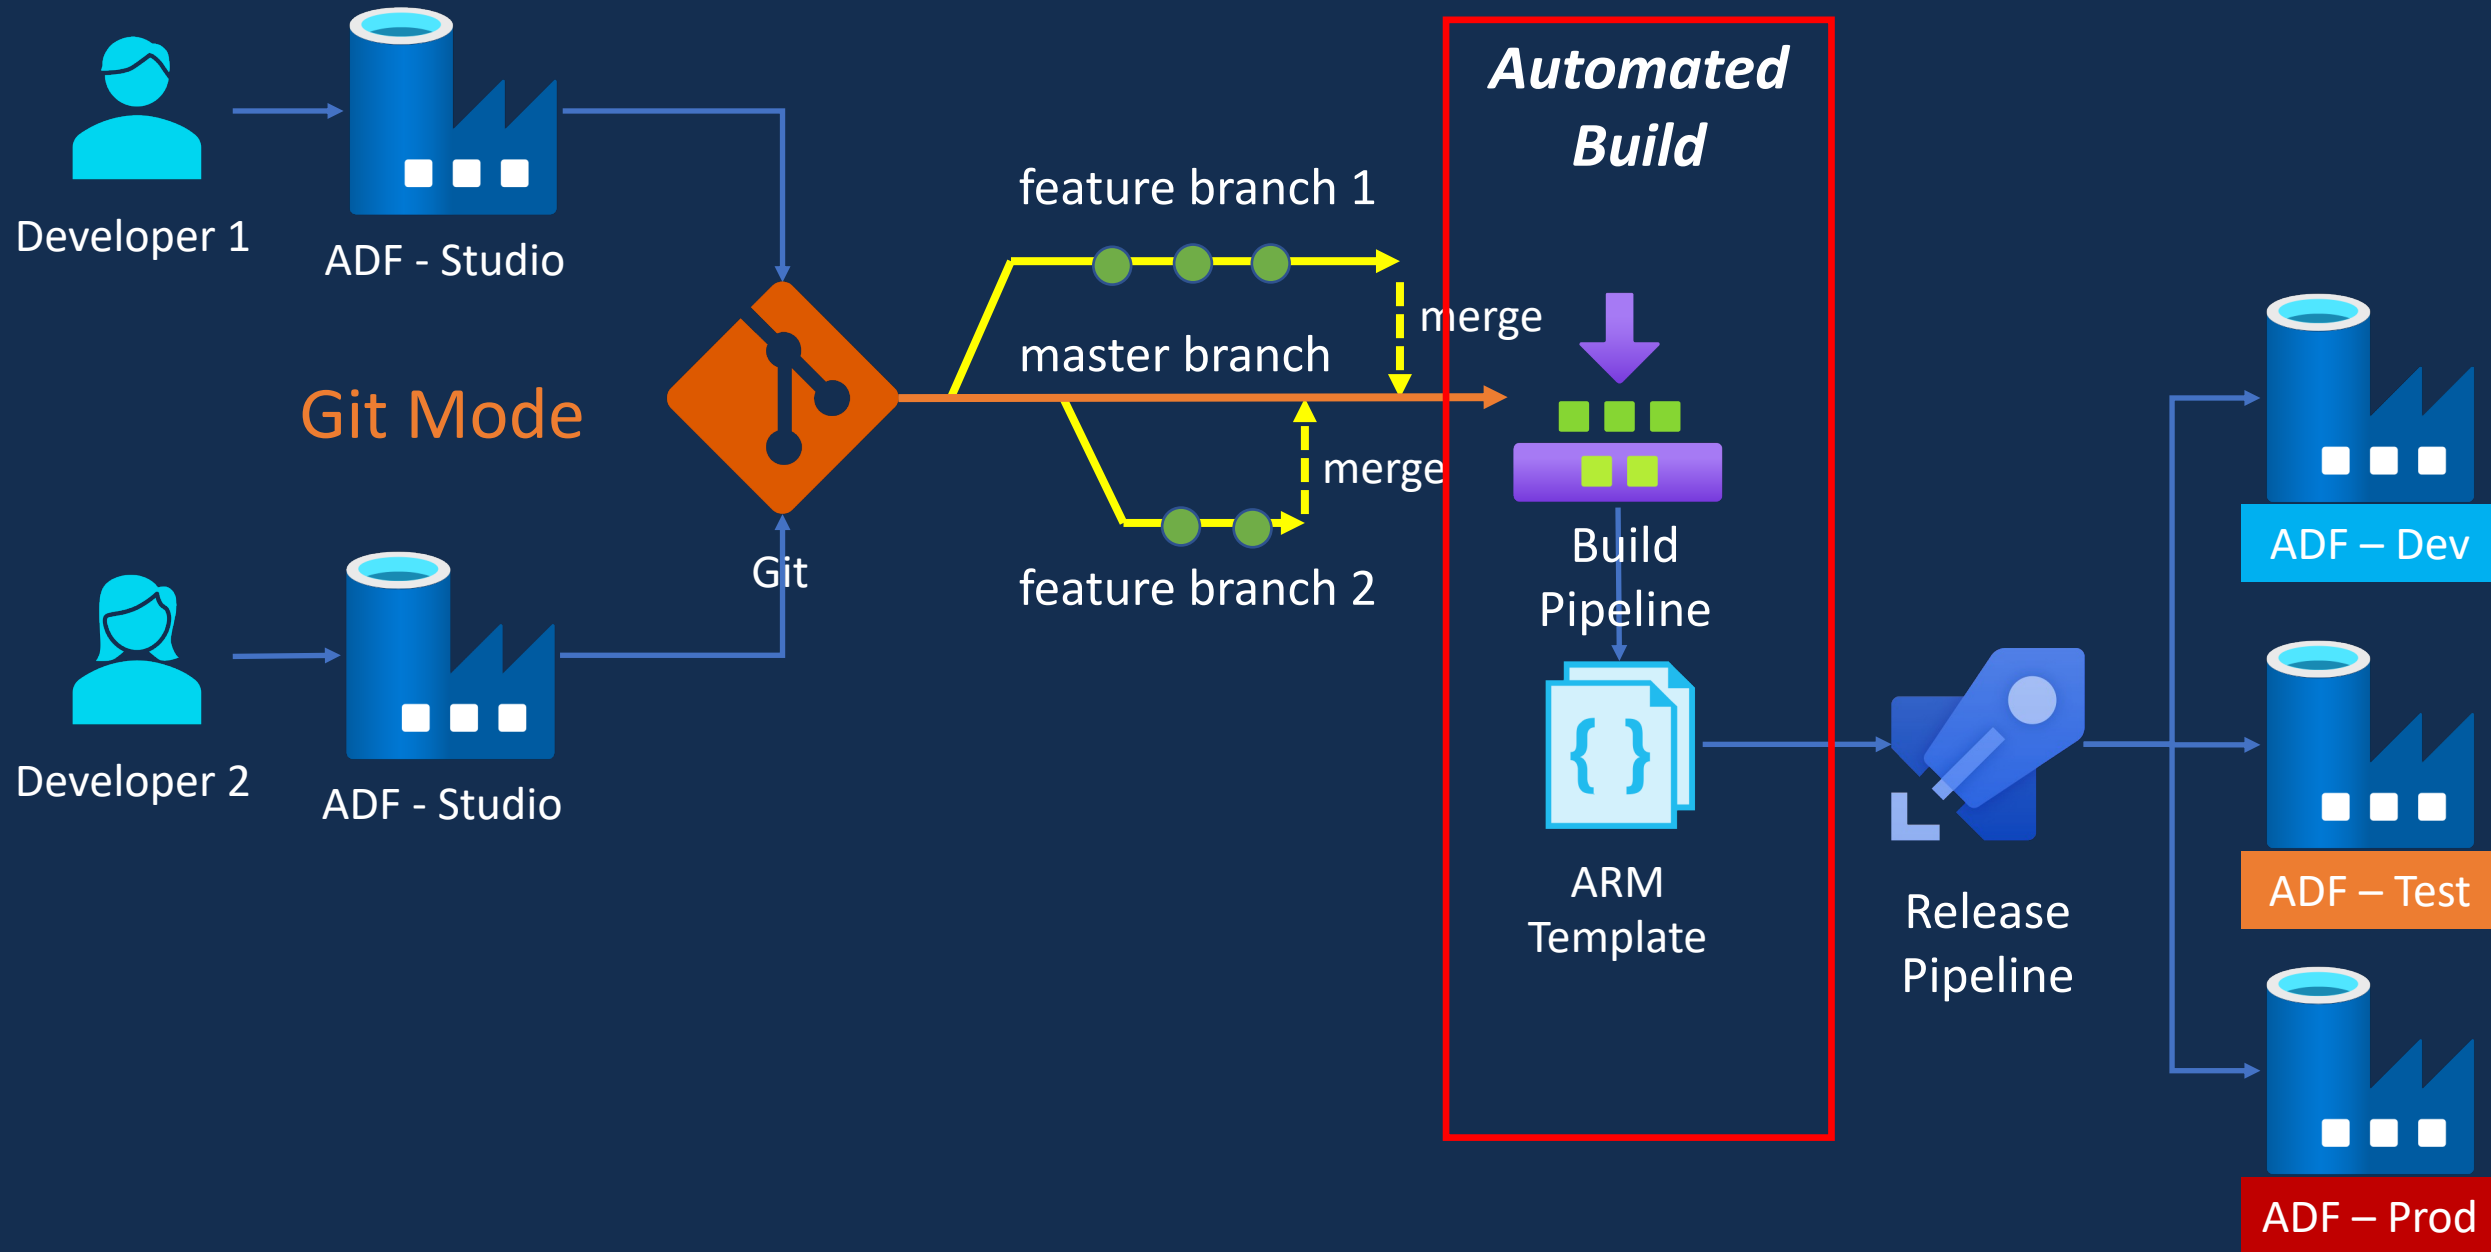 Automated
Build
feature branch 1
Developer 1
ADF - Studio
merge
master branch
Git Mode
merge
Git
feature branch 2
Build
Pipeline
ADF – Dev
Developer 2
ADF - Studio
ARM
Template
Release
Pipeline
ADF – Test
ADF – Prod